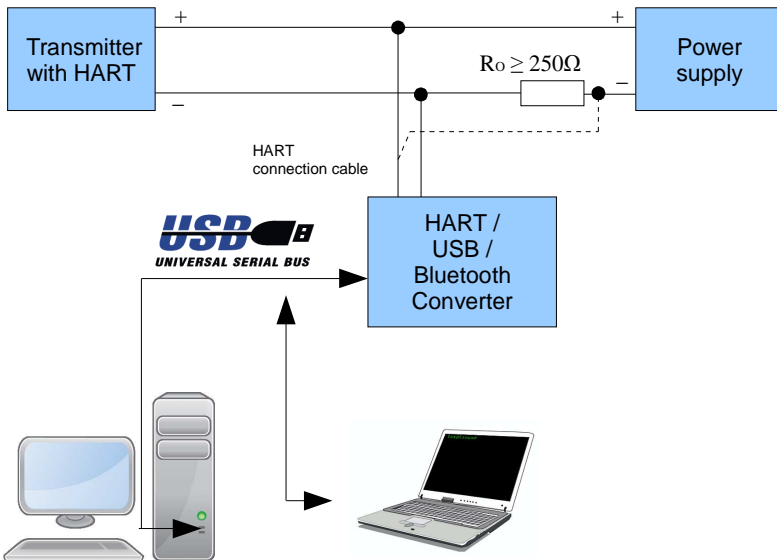 +
+
Transmitter
with HART
Power
supply
Ro ≥ 250Ω
−
−
HART
connection cable
USB
UNIVERSAL SERIAL BUS
HART /
USB /
Bluetooth
Converter